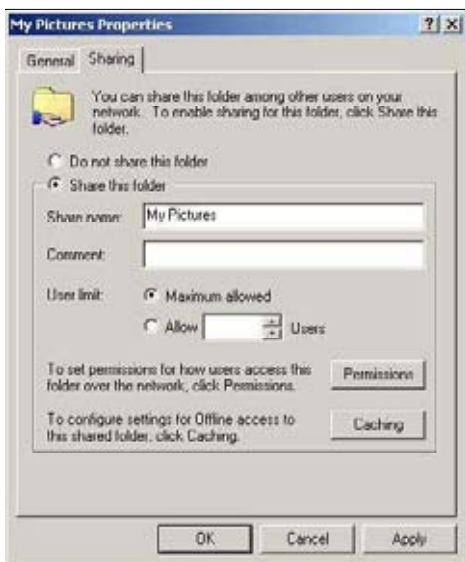 My Pictures Properties
General Sharing
You can share this folder among other users on your
network. To enable sharing for this folder, click Share this
folder.
Do not share this folder
Share this folder
Share name: My Pictures
Comment:
User limit: Maximum allowed
Allow Users
To set permissions for how users access this
folder over the network, click Permissions.
Permissions
To configure settings for Offline access to
this shared folder, click Caching.
Caching
OK Cancel Apply